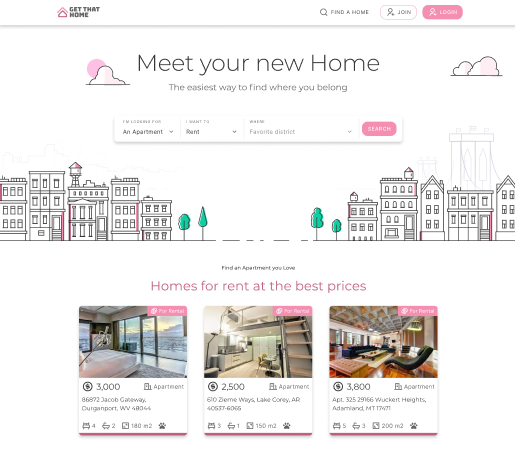 GET THAT
HOME
FIND A HOME
JOIN
LOGIN
Meet your new Home
The easiest way to find where you belong
I'M LOOKING FOR
An Apartment
I WANT TO
Rent
WHERE
Favorite district
SEARCH
Find an Apartment you Love
Homes for rent at the best prices
For Rental
3,000
Apartment
86872 Jacob Gateway,
Durganport, WV 48044
4
2
180 m2
For Rental
2,500
Apartment
610 Zieme Ways, Lake Corey, AR
40537-6065
3
1
150 m2
For Rental
3,800
Apartment
Apt. 325 29166 Wuckert Heights,
Adamland, MT 17471
5
3
200 m2